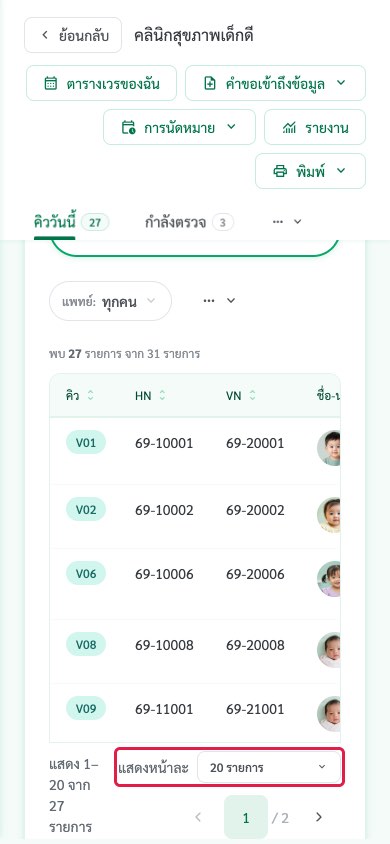 ย้อนกลับ คลินิกสุขภาพเด็กดี
ตารางเวรของฉัน คำขอเข้าถึงข้อมูล
การนัดหมาย รายงาน
พิมพ์
คิววันนี้ 27 กำลังตรวจ 3 ...
แพทย์: ทุกคน ...
พบ 27 รายการ จาก 31 รายการ
คิว HN VN
V01 69-10001 69-20001
V02 69-10002 69-20002
V06 69-10006 69-20006
V08 69-10008 69-20008
V09 69-11001 69-21001
แสดง 1–
20 จาก
27
รายการ
แสดงหน้าละ 20 รายการ
1 / 2